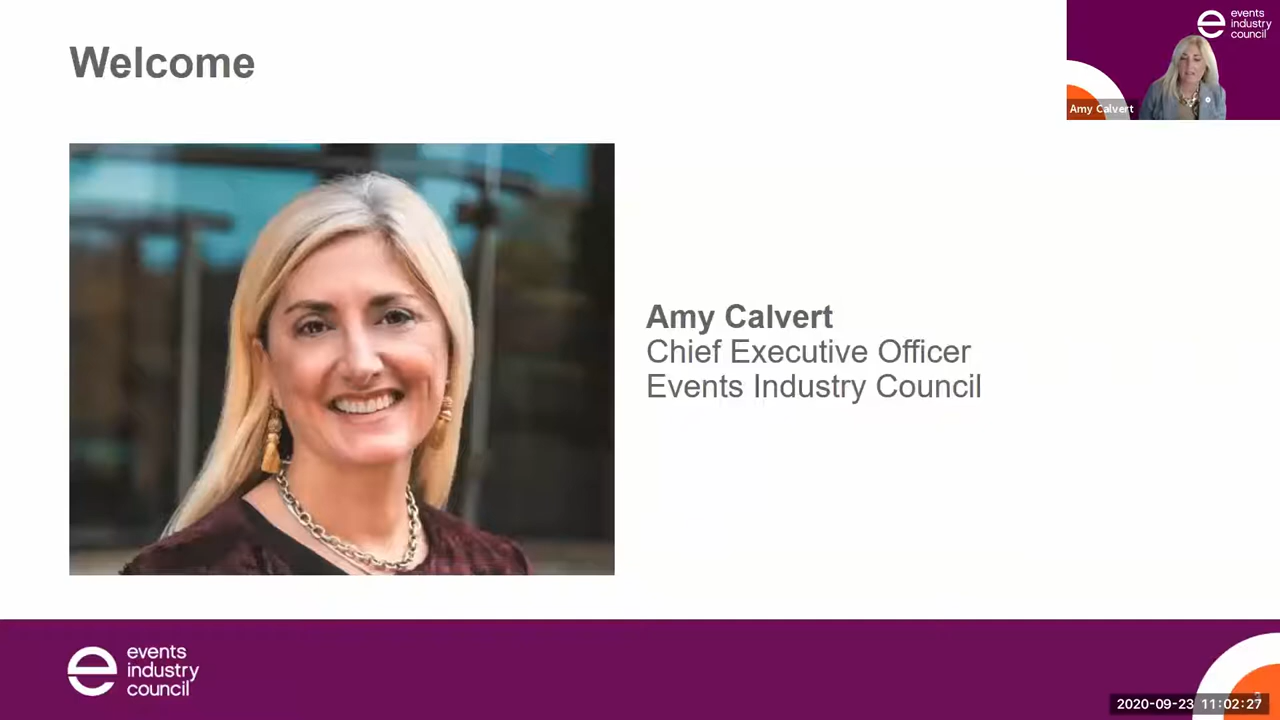 Welcome
events
industry
council
Amy Calvert
Amy Calvert
Chief Executive Officer
Events Industry Council
events
industry
council
2020-09-23 11:02:27